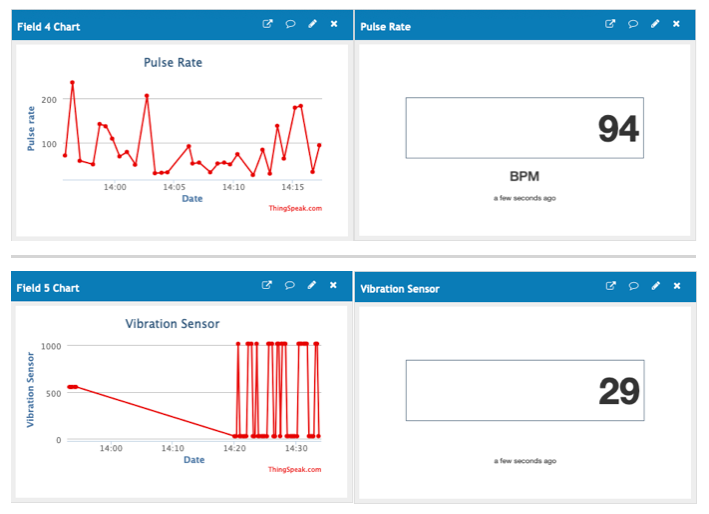 Field 4 Chart
Pulse Rate
Pulse Rate
Pulse rate
200
100
14:00 14:05 14:10 14:15
Date
ThingSpeak.com
94
BPM
a few seconds ago
Field 5 Chart
Vibration Sensor
Vibration Sensor
Vibration Sensor
1000
500
0
14:00 14:10 14:20 14:30
Date
ThingSpeak.com
29
a few seconds ago